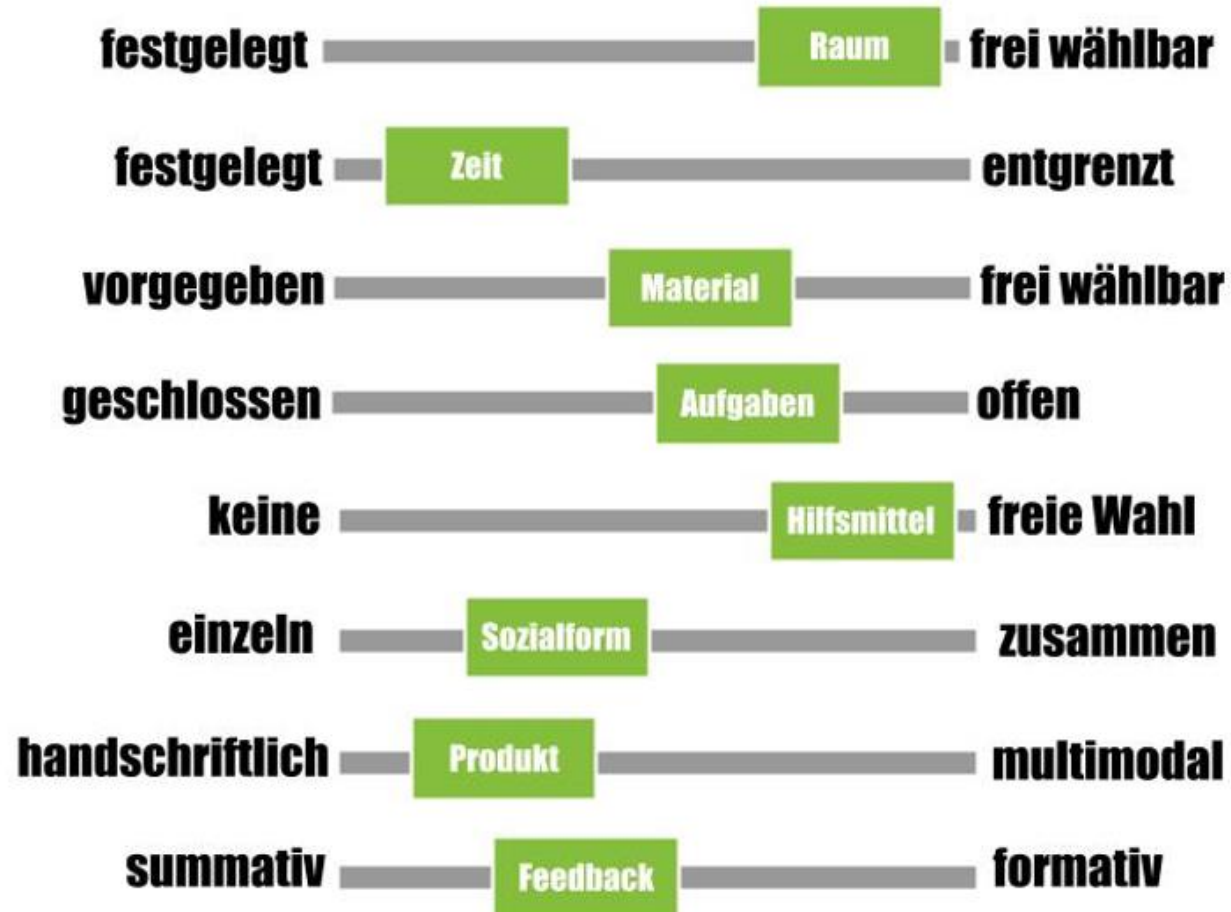 festgelegt Raum frei wählbar
festgelegt Zeit entgrenzt
vorgegeben Material frei wählbar
geschlossen Aufgaben offen
keine Hilfsmittel freie Wahl
einzeln Sozialform zusammen
handschriftlich Produkt multimodal
summativ Feedback formativ